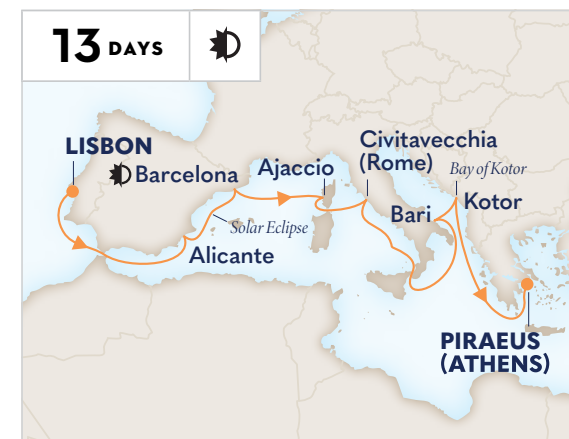 13 DAYS
LISBON
Barcelona
Ajaccio
Civitavecchia
(Rome)
Bay of Kotor
Kotor
Bari
Solar Eclipse
Alicante
PIRAEUS
(ATHENS)